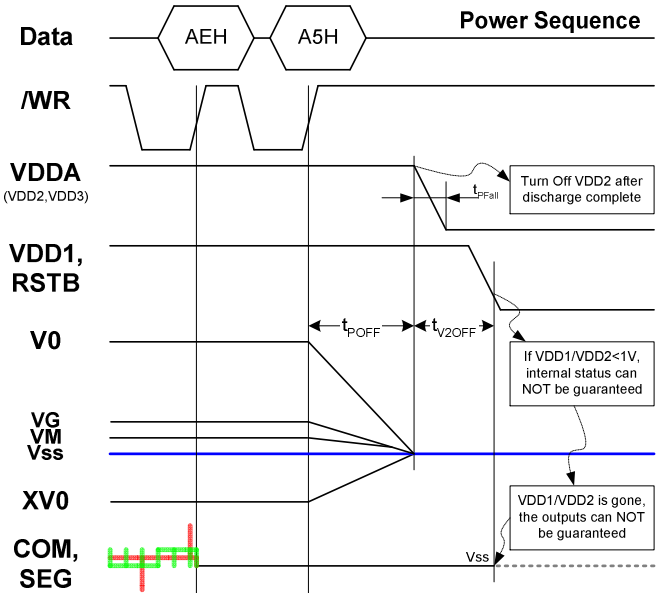 Power Sequence
Data
AEH
A5H
/WR
VDDA
(VDD2,VDD3)
tPFall
Turn Off VDD2 after
discharge complete
VDD1,
RSTB
tPOFF
tV2OFF
V0
If VDD1/VDD2<1V,
internal status can
NOT be guaranteed
VG
VM
Vss
XV0
VDD1/VDD2 is gone,
the outputs can NOT
be guaranteed
COM,
SEG
Vss